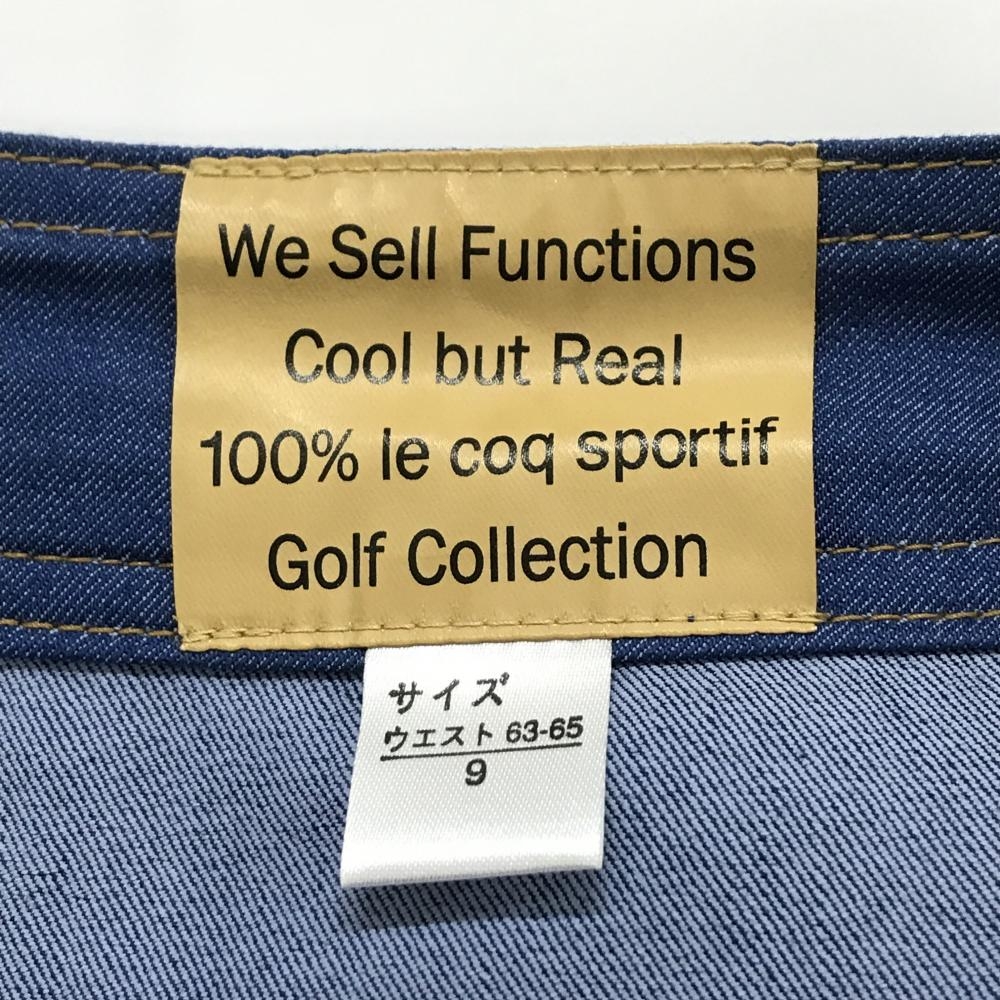 We Sell Functions
Cool but Real
100% le coq sportif
Golf Collection
サイズ
ウエスト 63-65
9